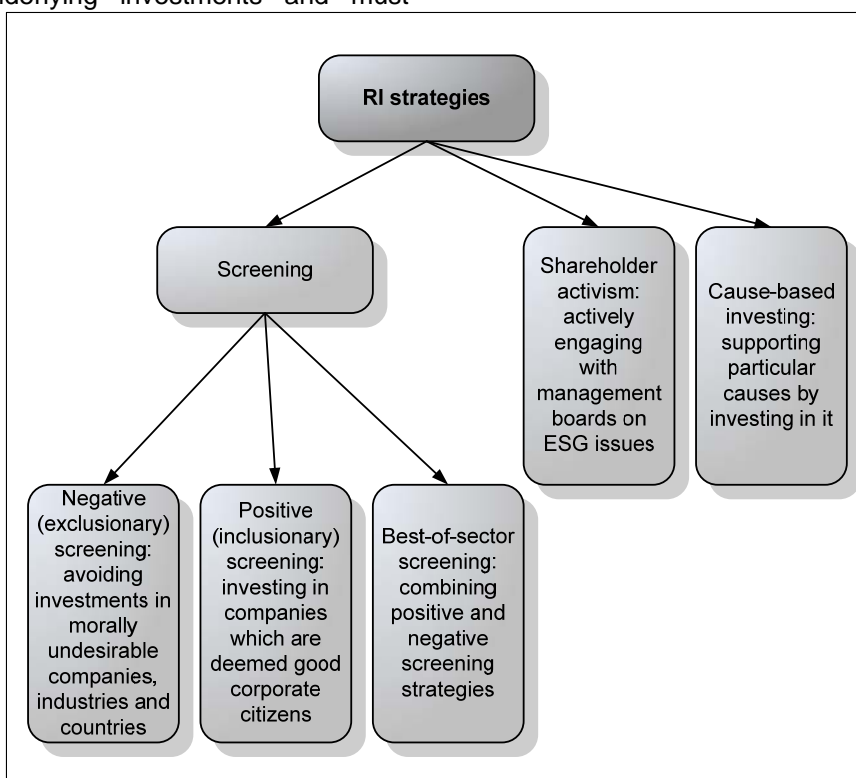 investments and must
RI strategies
Screening
Shareholder
activism:
actively
engaging
with
management
boards on
ESG issues
Cause-based
investing:
supporting
particular
causes by
investing in it
Negative
(exclusionary)
screening:
avoiding
investments in
morally
undesirable
companies,
industries and
countries
Positive
(inclusionary)
screening:
investing in
companies
which are
deemed good
corporate
citizens
Best-of-sector
screening:
combining
positive and
negative
screening
strategies